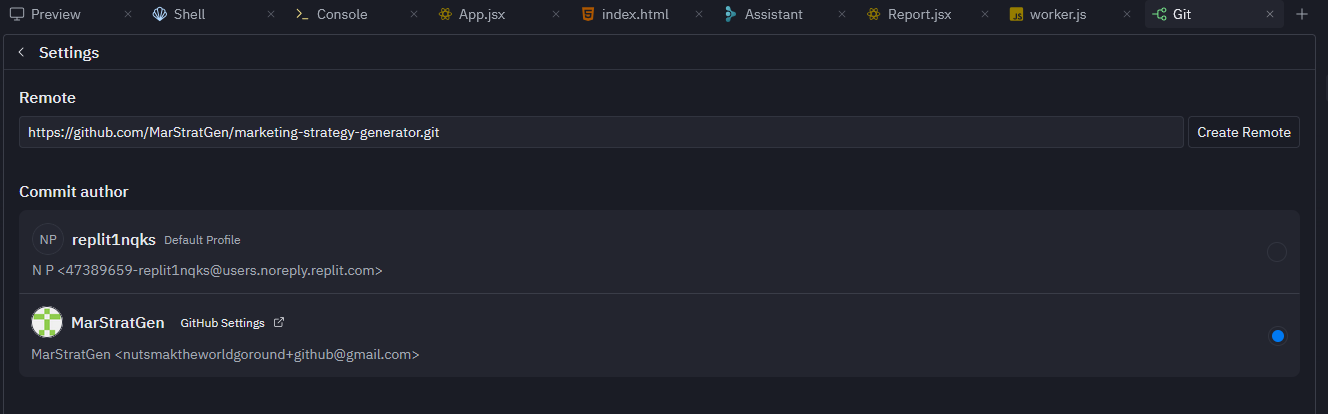 Preview Shell Console App.jsx index.html Assistant Report.jsx worker.js Git
Settings
Remote
https://github.com/MarStratGen/marketing-strategy-generator.git Create Remote
Commit author
NP replit1nqks Default Profile
N P <47389659-replit1nqks@users.noreply.replit.com>
MarStratGen GitHub Settings
MarStratGen <nutsmaktheworldgoround+github@gmail.com>